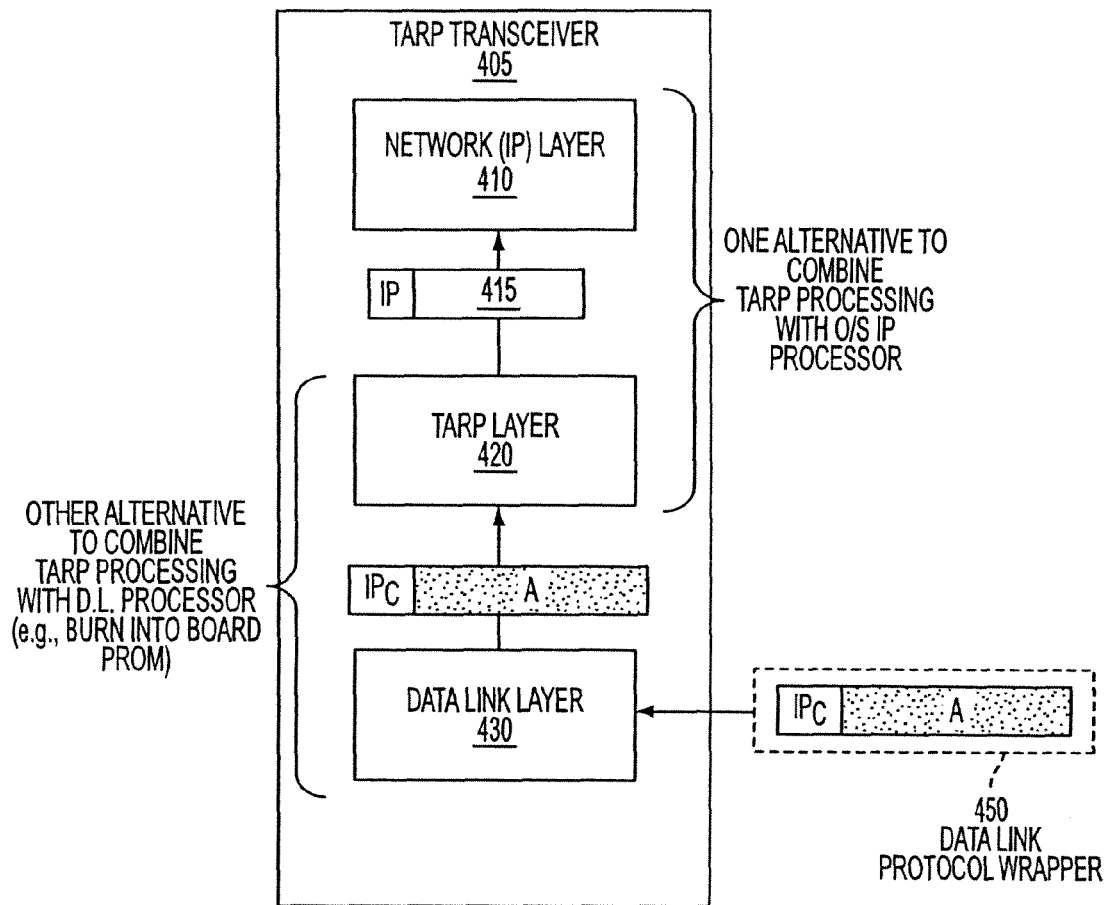 TARP TRANSCEIVER
405
NETWORK (IP) LAYER
410
IP
415
ONE ALTERNATIVE TO
COMBINE
TARP PROCESSING
WITH O/S IP
PROCESSOR
TARP LAYER
420
OTHER ALTERNATIVE
TO COMBINE
TARP PROCESSING
WITH D.L. PROCESSOR
(e.g., BURN INTO BOARD
PROM)
IPC A
DATA LINK LAYER
430
IPC A
450
DATA LINK
PROTOCOL WRAPPER